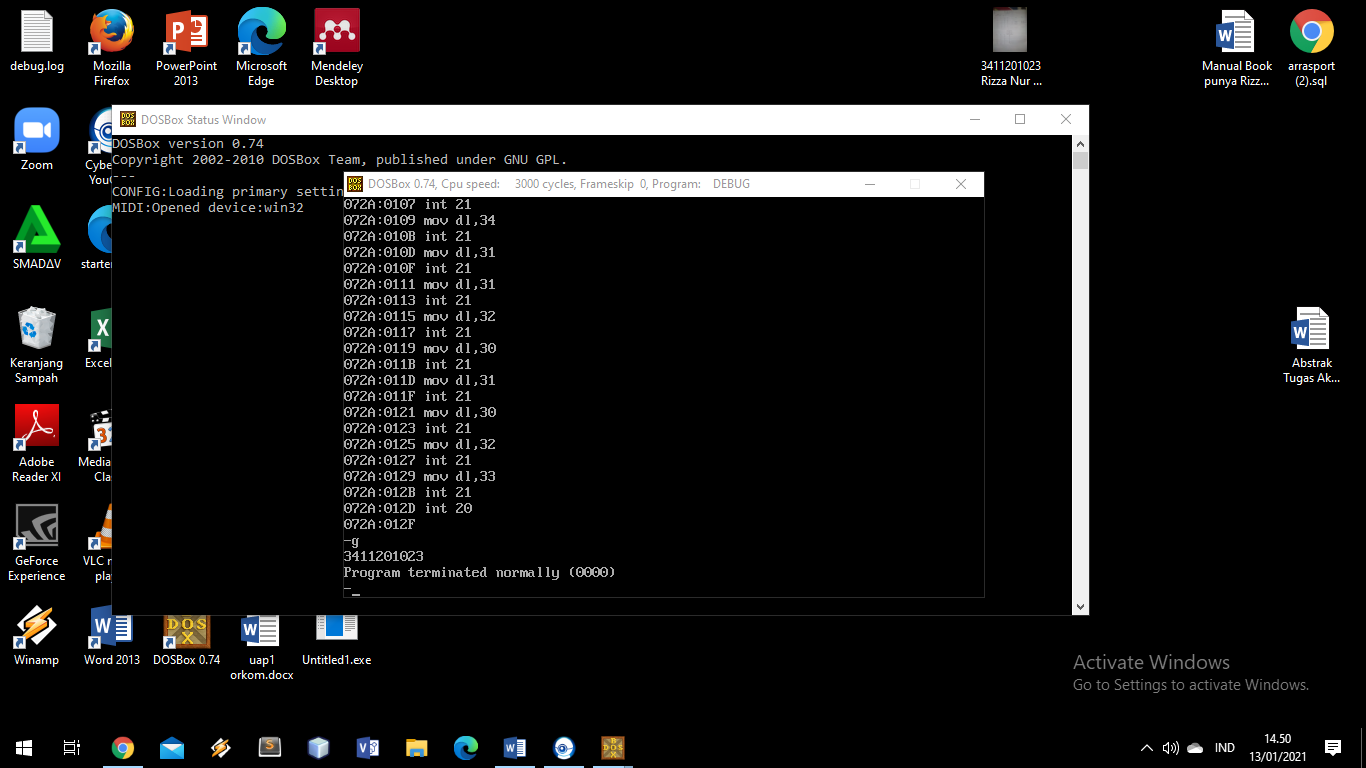 debug.log
Mozilla
Firefox
PowerPoint
2013
Microsoft
Edge
Mendeley
Desktop
3411201023
Rizza Nur ...
Manual Book
punya Rizz...
arrasport
(2).sql
Zoom
SMADΔV
Keranjang
Sampah
Adobe
Reader XI
GeForce
Experience
Winamp
Word 2013
DOSBox 0.74
uap1
orkom.docx
Untitled1.exe
Abstrak
Tugas Ak...
DOSBox Status Window
DOSBox version 0.74
Copyright 2002-2010 DOSBox Team, published under GNU GPL.
---
CONFIG:Loading primary settin
MIDI:Opened device:win32
DOSBox 0.74, Cpu speed: 3000 cycles, Frameskip 0, Program: DEBUG
072A:0107 int 21
072A:0109 mov dl,34
072A:010B int 21
072A:010D mov dl,31
072A:010F int 21
072A:0111 mov dl,31
072A:0113 int 21
072A:0115 mov dl,32
072A:0117 int 21
072A:0119 mov dl,30
072A:011B int 21
072A:011D mov dl,31
072A:011F int 21
072A:0121 mov dl,30
072A:0123 int 21
072A:0125 mov dl,32
072A:0127 int 21
072A:0129 mov dl,33
072A:012B int 21
072A:012D int 20
072A:012F
-g
3411201023
Program terminated normally (0000)
-_
Activate Windows
Go to Settings to activate Windows.
IND
14.50
13/01/2021